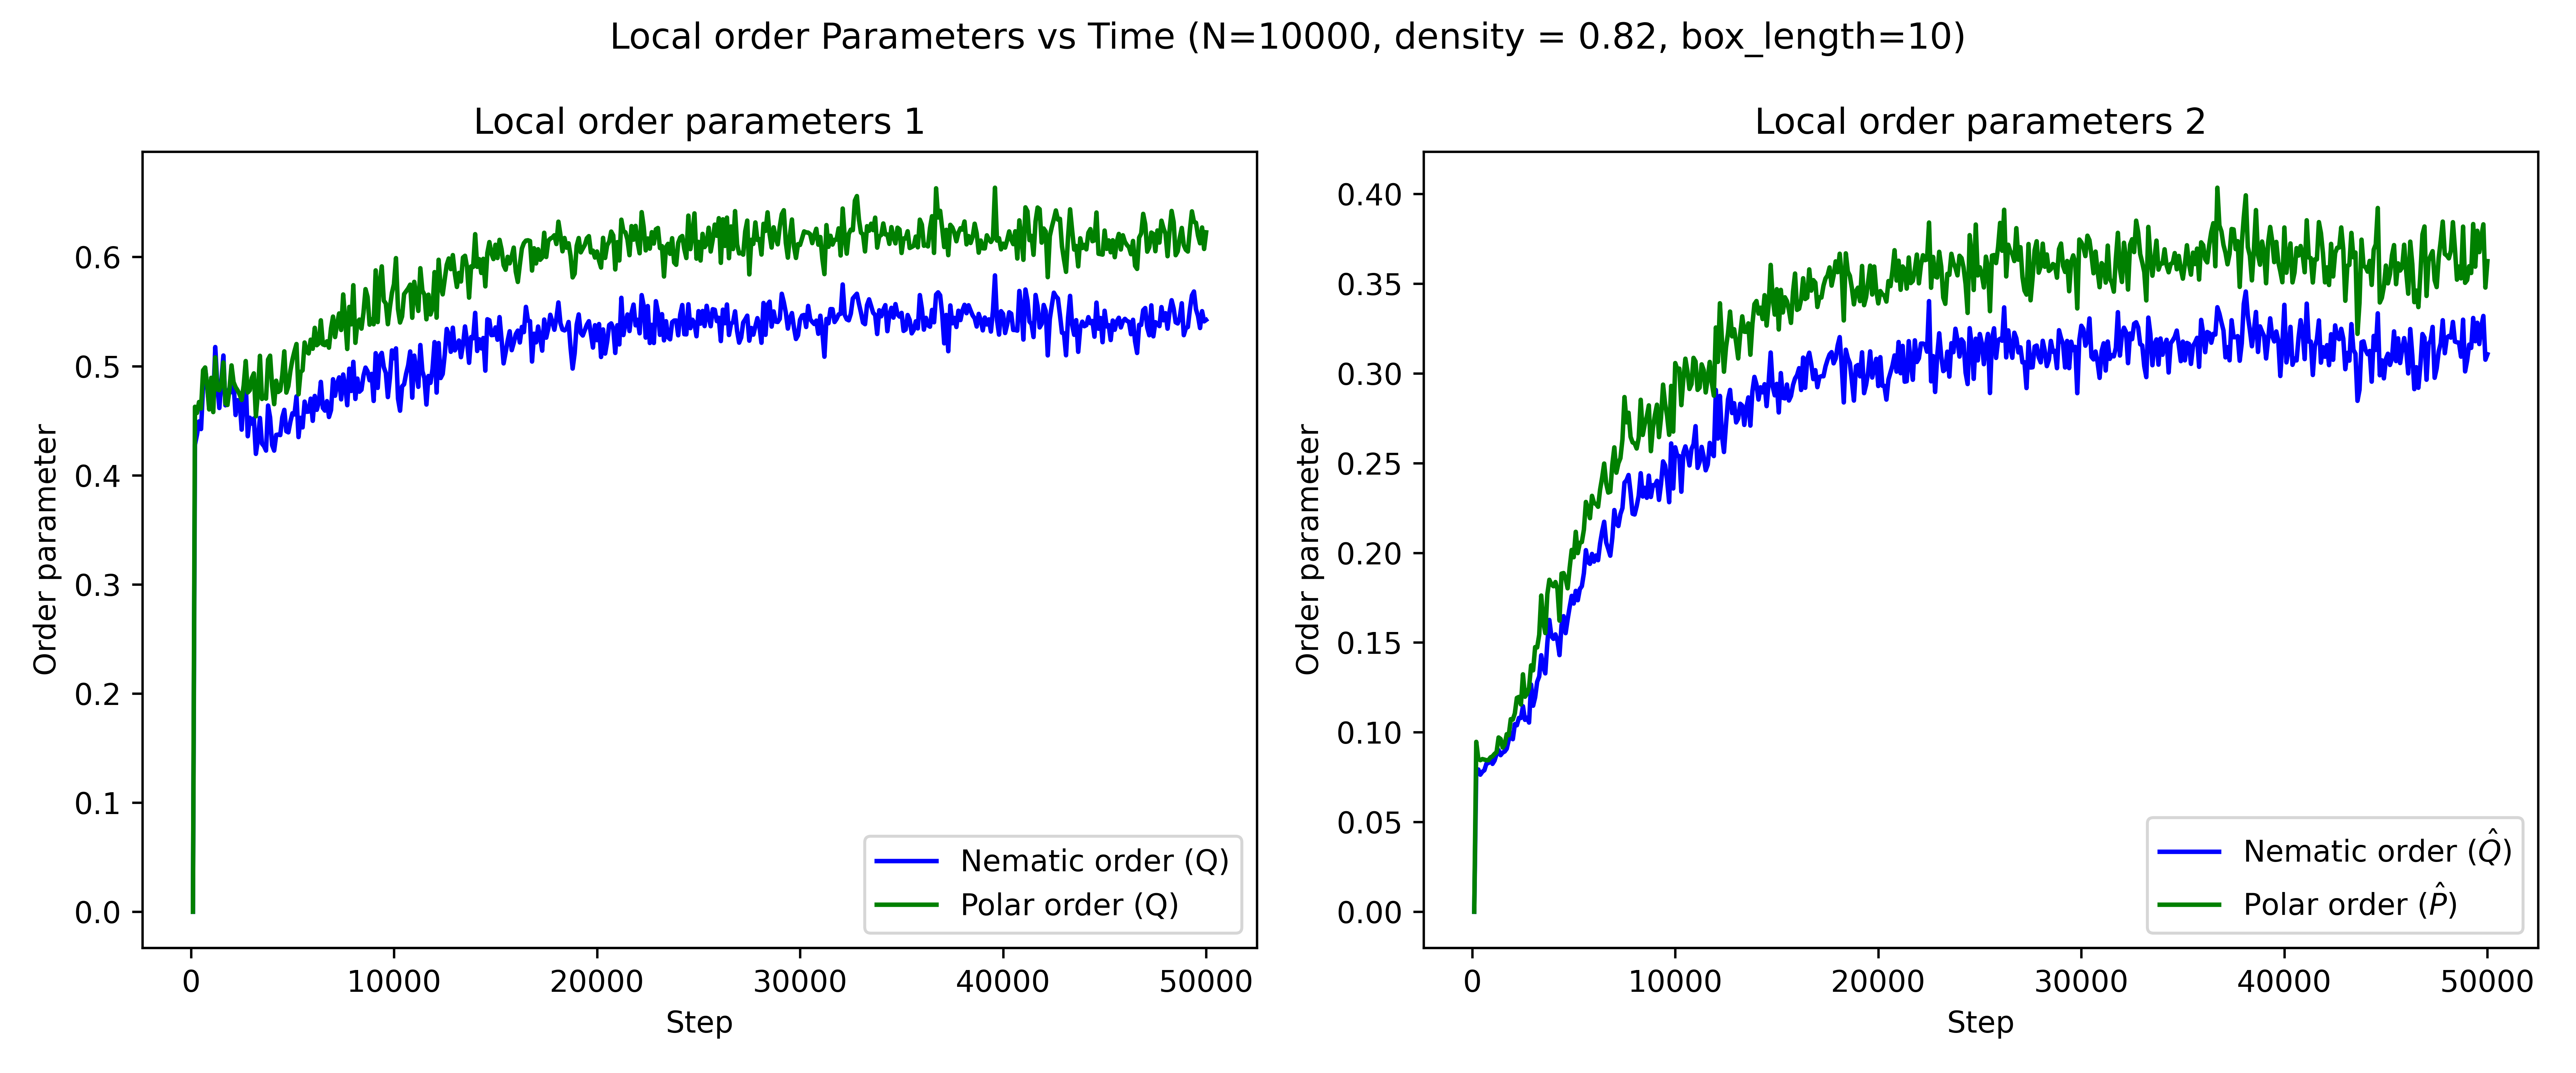 Local order Parameters vs Time (N=10000, density = 0.82, box_length=10)
Local order parameters 1
Order parameter
0.6
0.5
0.4
0.3
0.2
0.1
0.0
0 10000 20000 30000 40000 50000
Step
Nematic order (Q)
Polar order (Q)
Local order parameters 2
Order parameter
0.40
0.35
0.30
0.25
0.20
0.15
0.10
0.05
0.00
0 10000 20000 30000 40000 50000
Step
Nematic order (Q̂)
Polar order (P̂)